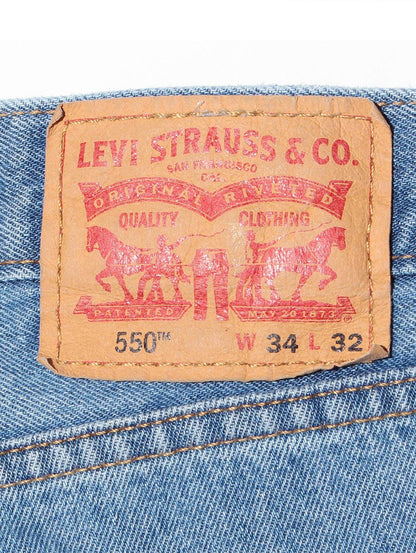 LEVI STRAUSS & CO.
SAN FRANCISCO
CAL.
ORIGINAL RIVETED
QUALITY CLOTHING
PATENTED MAY 20 1873
550™ W 34 L 32